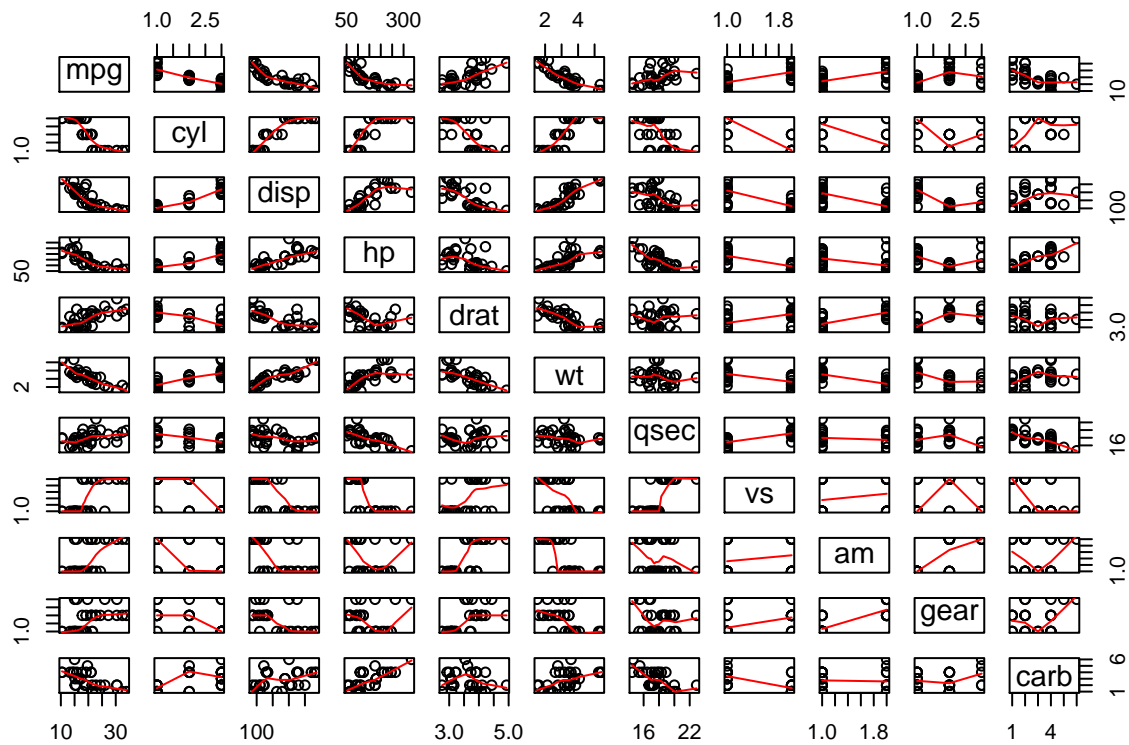 1.0 2.5 50 300 2 4 1.0 1.8 1.0 2.5
mpg 10
1.0 cyl
disp 100
50 hp
drat 3.0
2 wt
qsec 16
1.0 vs
am 1.0
1.0 gear
carb 1 6
10 30 100 3.0 5.0 16 22 1.0 1.8 1 4